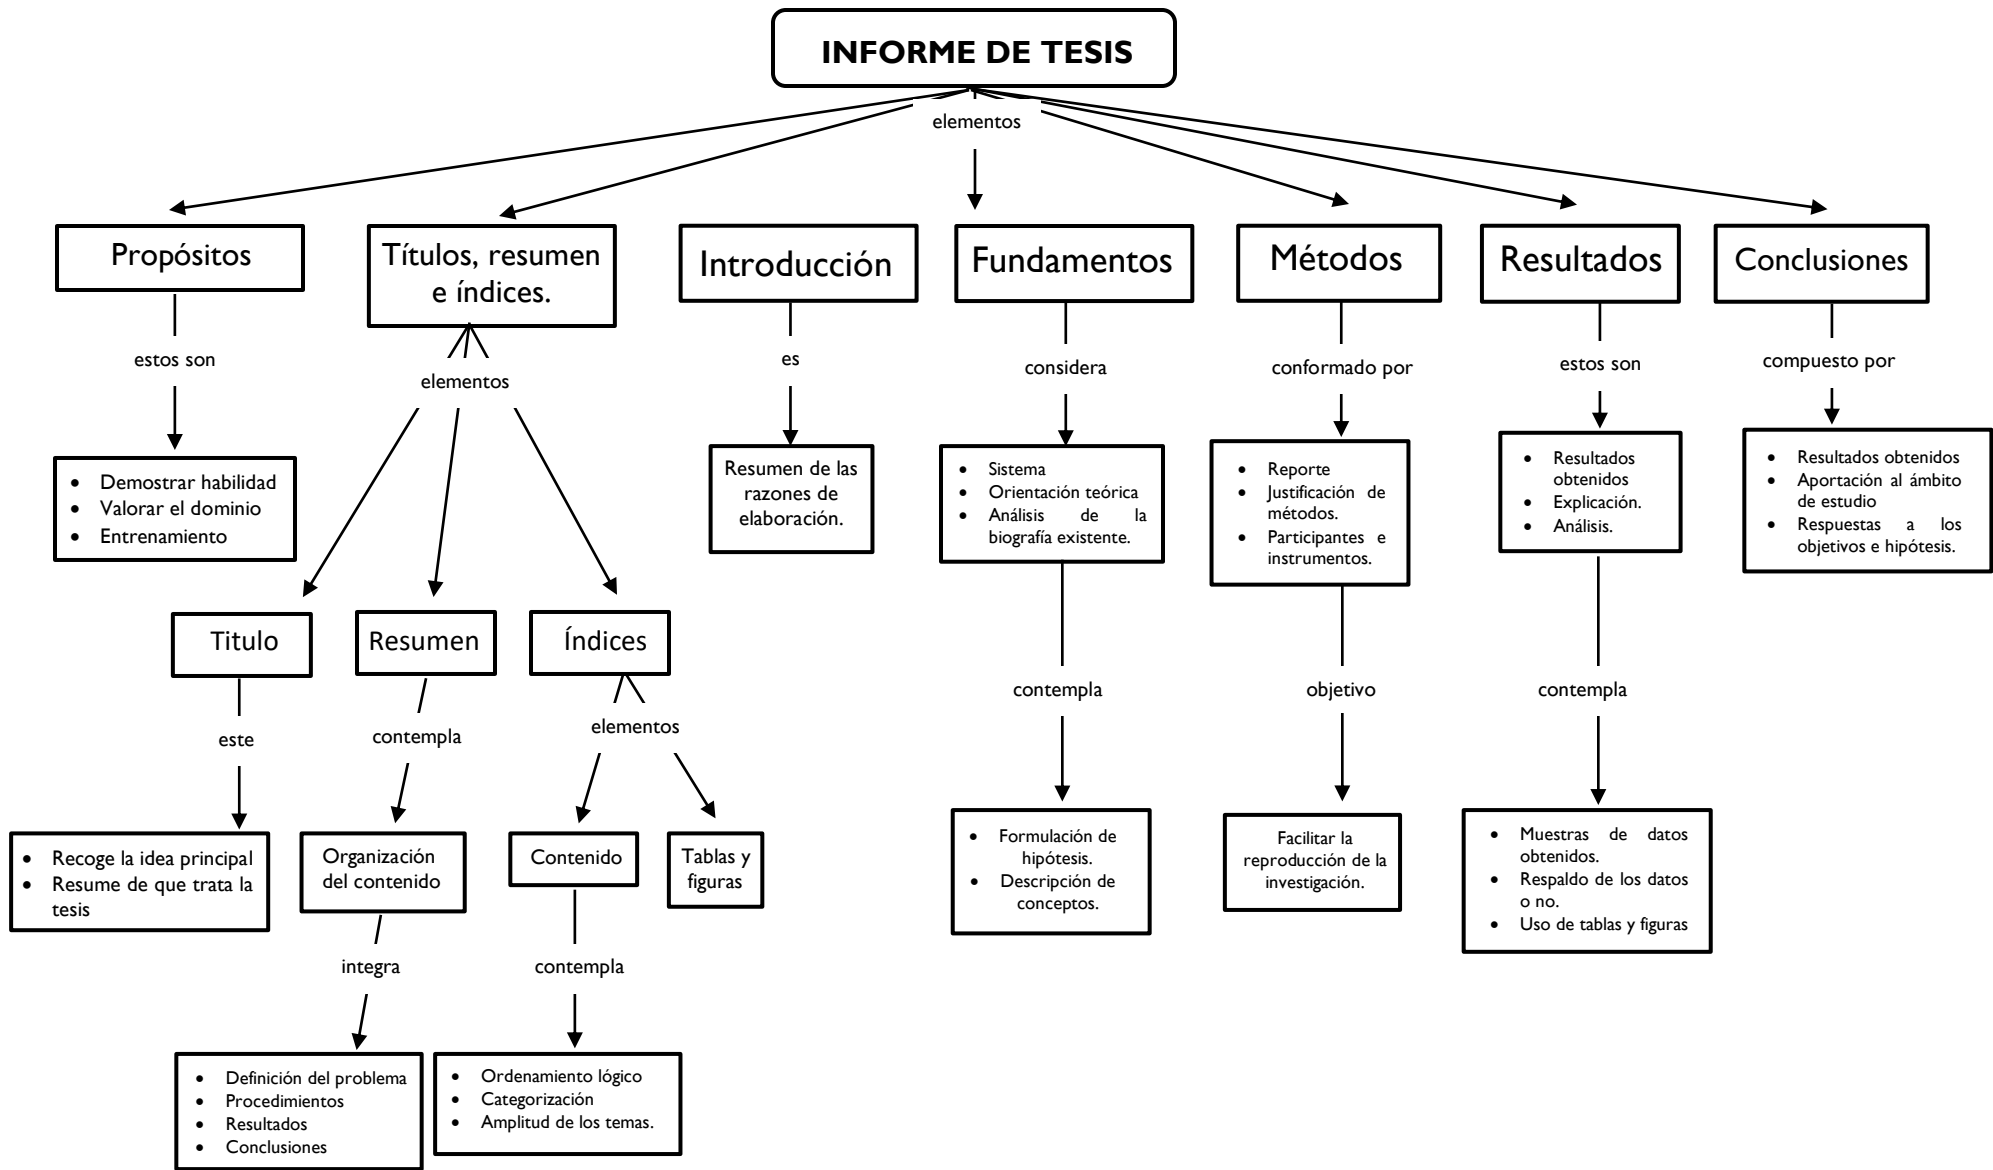 INFORME DE TESIS
elementos
Propósitos
Títulos, resumen
e índices.
Introducción
Fundamentos
Métodos
Resultados
Conclusiones
estos son
elementos
es
considera
conformado por
estos son
compuesto por
• Demostrar habilidad
• Valorar el dominio
• Entrenamiento
Resumen de las
razones de
elaboración.
• Sistema
• Orientación teórica
• Análisis de la
biografía existente.
• Reporte
• Justificación de
métodos.
• Participantes e
instrumentos.
• Resultados
obtenidos
• Explicación.
• Análisis.
• Resultados obtenidos
• Aportación al ámbito
de estudio
• Respuestas a los
objetivos e hipótesis.
Titulo
Resumen
Índices
este
contempla
elementos
contempla
objetivo
contempla
• Recoge la idea principal
• Resume de que trata la
tesis
Organización
del contenido
Contenido
Tablas y
figuras
• Formulación de
hipótesis.
• Descripción de
conceptos.
Facilitar la
reproducción de la
investigación.
• Muestras de datos
obtenidos.
• Respaldo de los datos
o no.
• Uso de tablas y figuras
integra
contempla
• Definición del problema
• Procedimientos
• Resultados
• Conclusiones
• Ordenamiento lógico
• Categorización
• Amplitud de los temas.